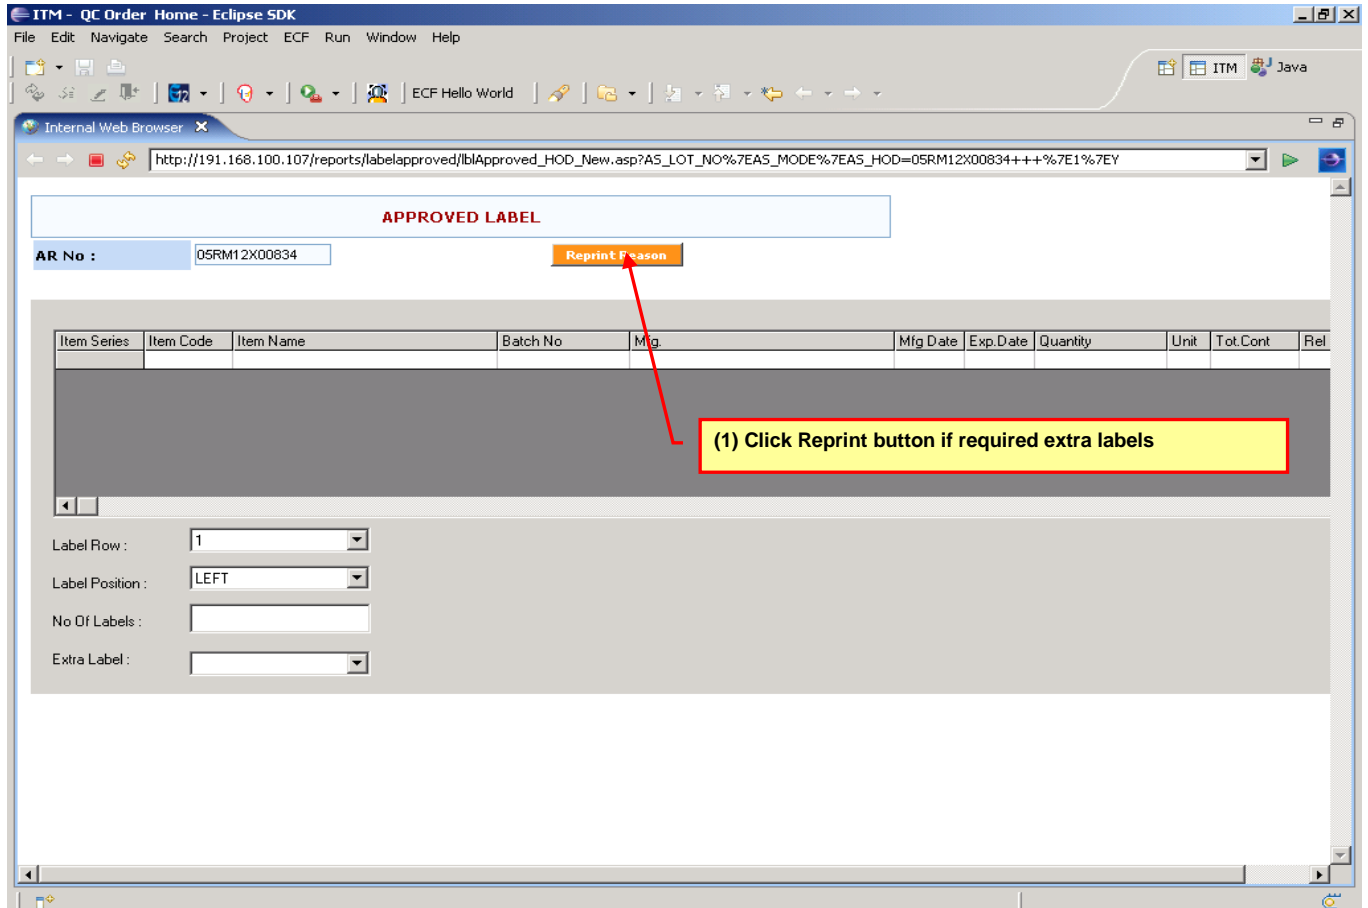 ITM - QC Order Home - Eclipse SDK
File Edit Navigate Search Project ECF Run Window Help
ITM Java
ECF Hello World
Internal Web Browser
http://191.168.100.107/reports/labelapproved/lblApproved_HOD_New.asp?AS_LOT_NO%7EAS_MODE%7EAS_HOD=05RM12X00834+++%7E1%7EY
APPROVED LABEL
AR No : 05RM12X00834 Reprint Reason
Item Series Item Code Item Name Batch No Mfg. Mfg Date Exp.Date Quantity Unit Tot.Cont Rel
(1) Click Reprint button if required extra labels
Label Row : 1
Label Position : LEFT
No Of Labels :
Extra Label :